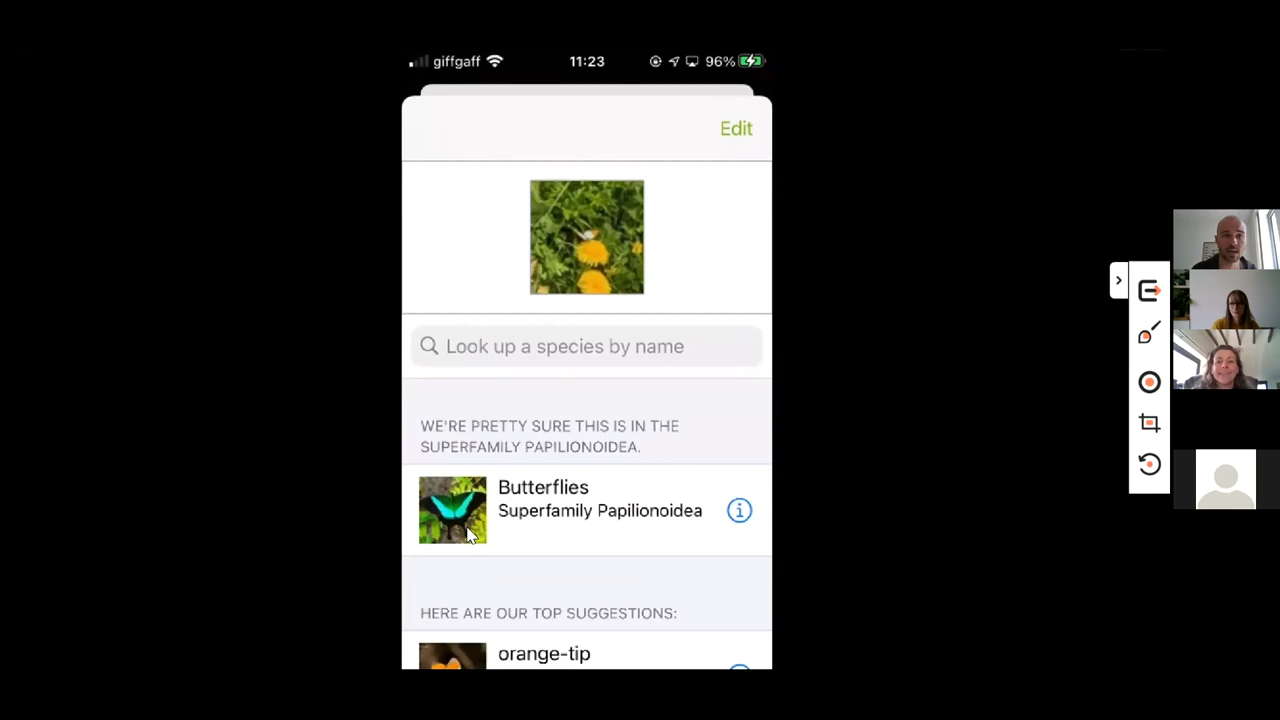 giffgaff 11:23 96%
Edit
Look up a species by name
WE'RE PRETTY SURE THIS IS IN THE
SUPERFAMILY PAPILIONOIDEA.
Butterflies
Superfamily Papilionoidea
HERE ARE OUR TOP SUGGESTIONS:
orange-tip